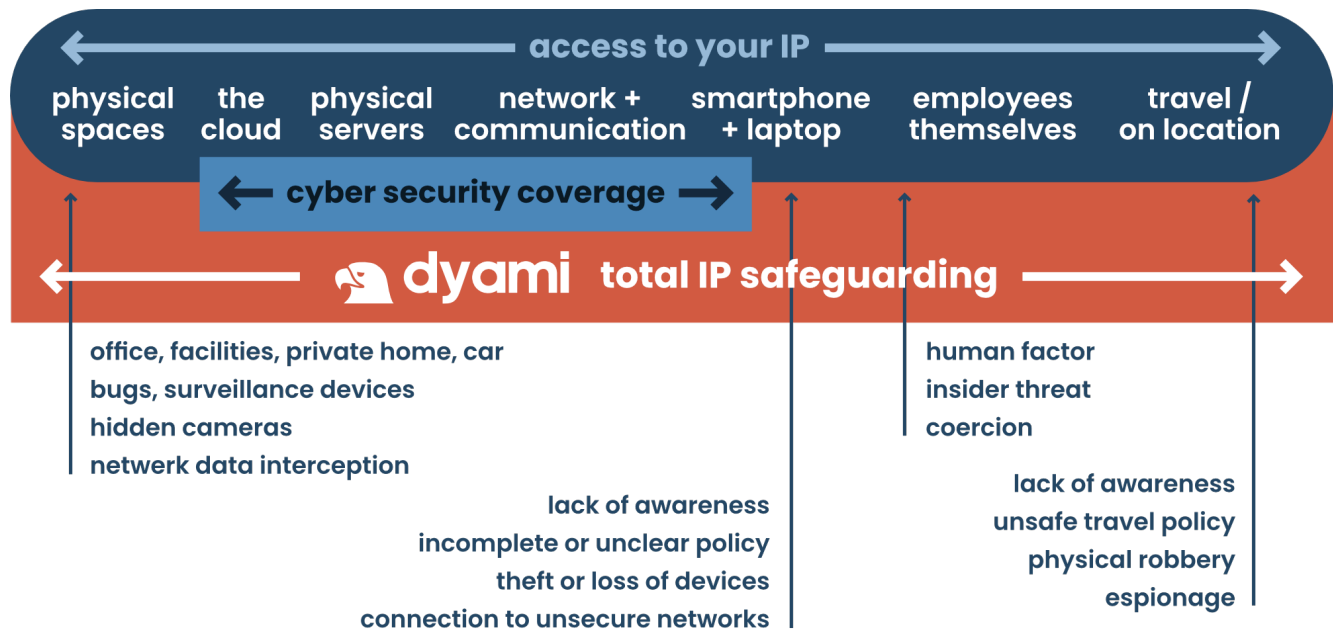 access to your IP
physical spaces
the cloud
physical servers
network + communication
smartphone + laptop
employees themselves
travel / on location
cyber security coverage
dyami total IP safeguarding
office, facilities, private home, car
bugs, surveillance devices
hidden cameras
netwerk data interception
lack of awareness
incomplete or unclear policy
theft or loss of devices
connection to unsecure networks
human factor
insider threat
coercion
lack of awareness
unsafe travel policy
physical robbery
espionage